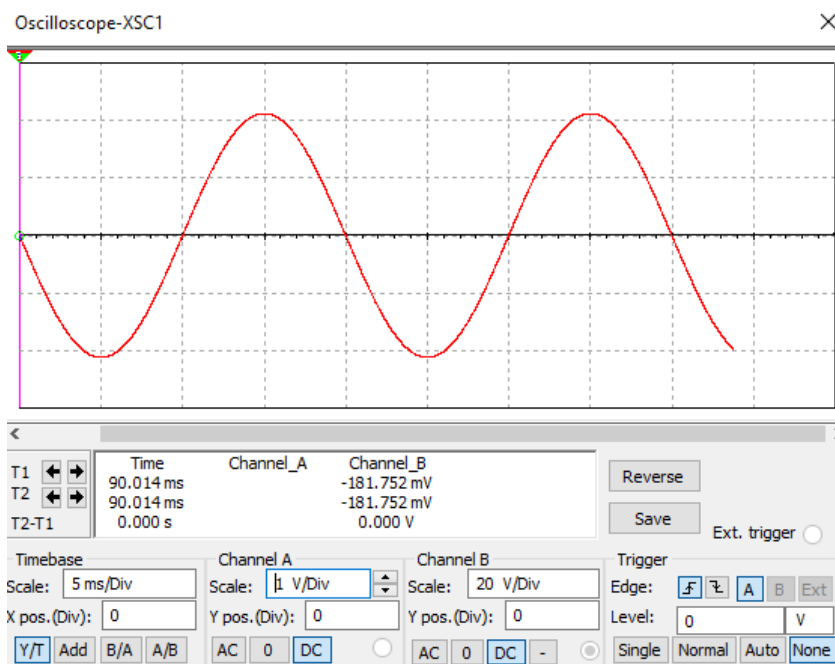 Oscilloscope-XSC1
Time Channel_A Channel_B
T1 90.014 ms -181.752 mV
T2 90.014 ms -181.752 mV
T2-T1 0.000 s 0.000 V
Reverse
Save
Ext. trigger
Timebase
Scale: 5 ms/Div
X pos.(Div): 0
Y/T Add B/A A/B
Channel A
Scale: 1 V/Div
Y pos.(Div): 0
AC 0 DC
Channel B
Scale: 20 V/Div
Y pos.(Div): 0
AC 0 DC -
Trigger
Edge: A B Ext
Level: 0 V
Single Normal Auto None